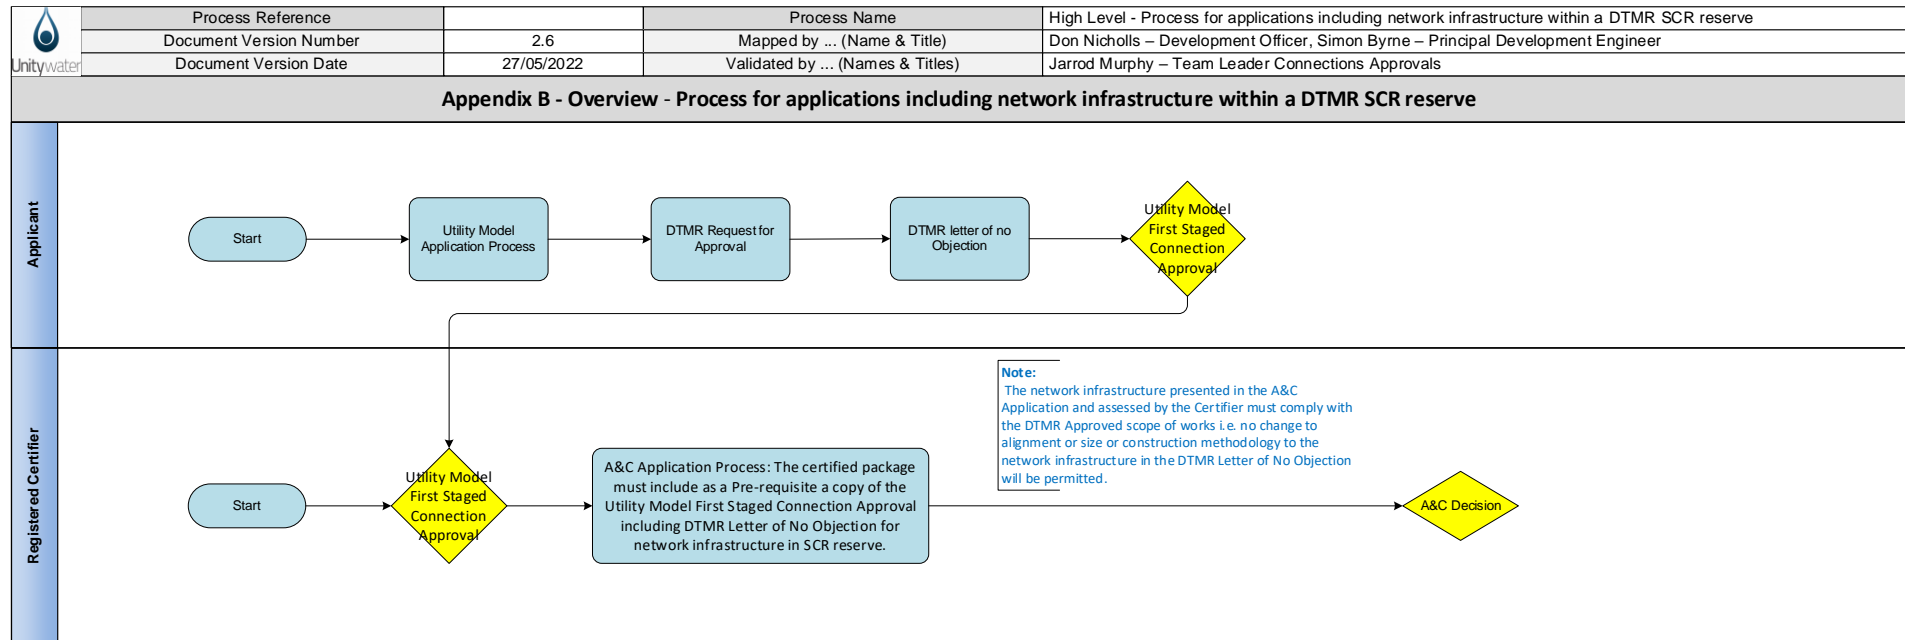 Unitywater
Process Reference
Process Name
High Level - Process for applications including network infrastructure within a DTMR SCR reserve
Document Version Number
2.6
Mapped by ... (Name & Title)
Don Nicholls – Development Officer, Simon Byrne – Principal Development Engineer
Document Version Date
27/05/2022
Validated by ... (Names & Titles)
Jarrod Murphy – Team Leader Connections Approvals
Appendix B - Overview - Process for applications including network infrastructure within a DTMR SCR reserve
Applicant
Start
Utility Model
Application Process
DTMR Request for
Approval
DTMR letter of no
Objection
Utility Model
First Staged
Connection
Approval
Registered Certifier
Start
Utility Model
First Staged
Connection
Approval
A&C Application Process: The certified package
must include as a Pre-requisite a copy of the
Utility Model First Staged Connection Approval
including DTMR Letter of No Objection for
network infrastructure in SCR reserve.
Note:
The network infrastructure presented in the A&C
Application and assessed by the Certifier must comply with
the DTMR Approved scope of works i.e. no change to
alignment or size or construction methodology to the
network infrastructure in the DTMR Letter of No Objection
will be permitted.
A&C Decision